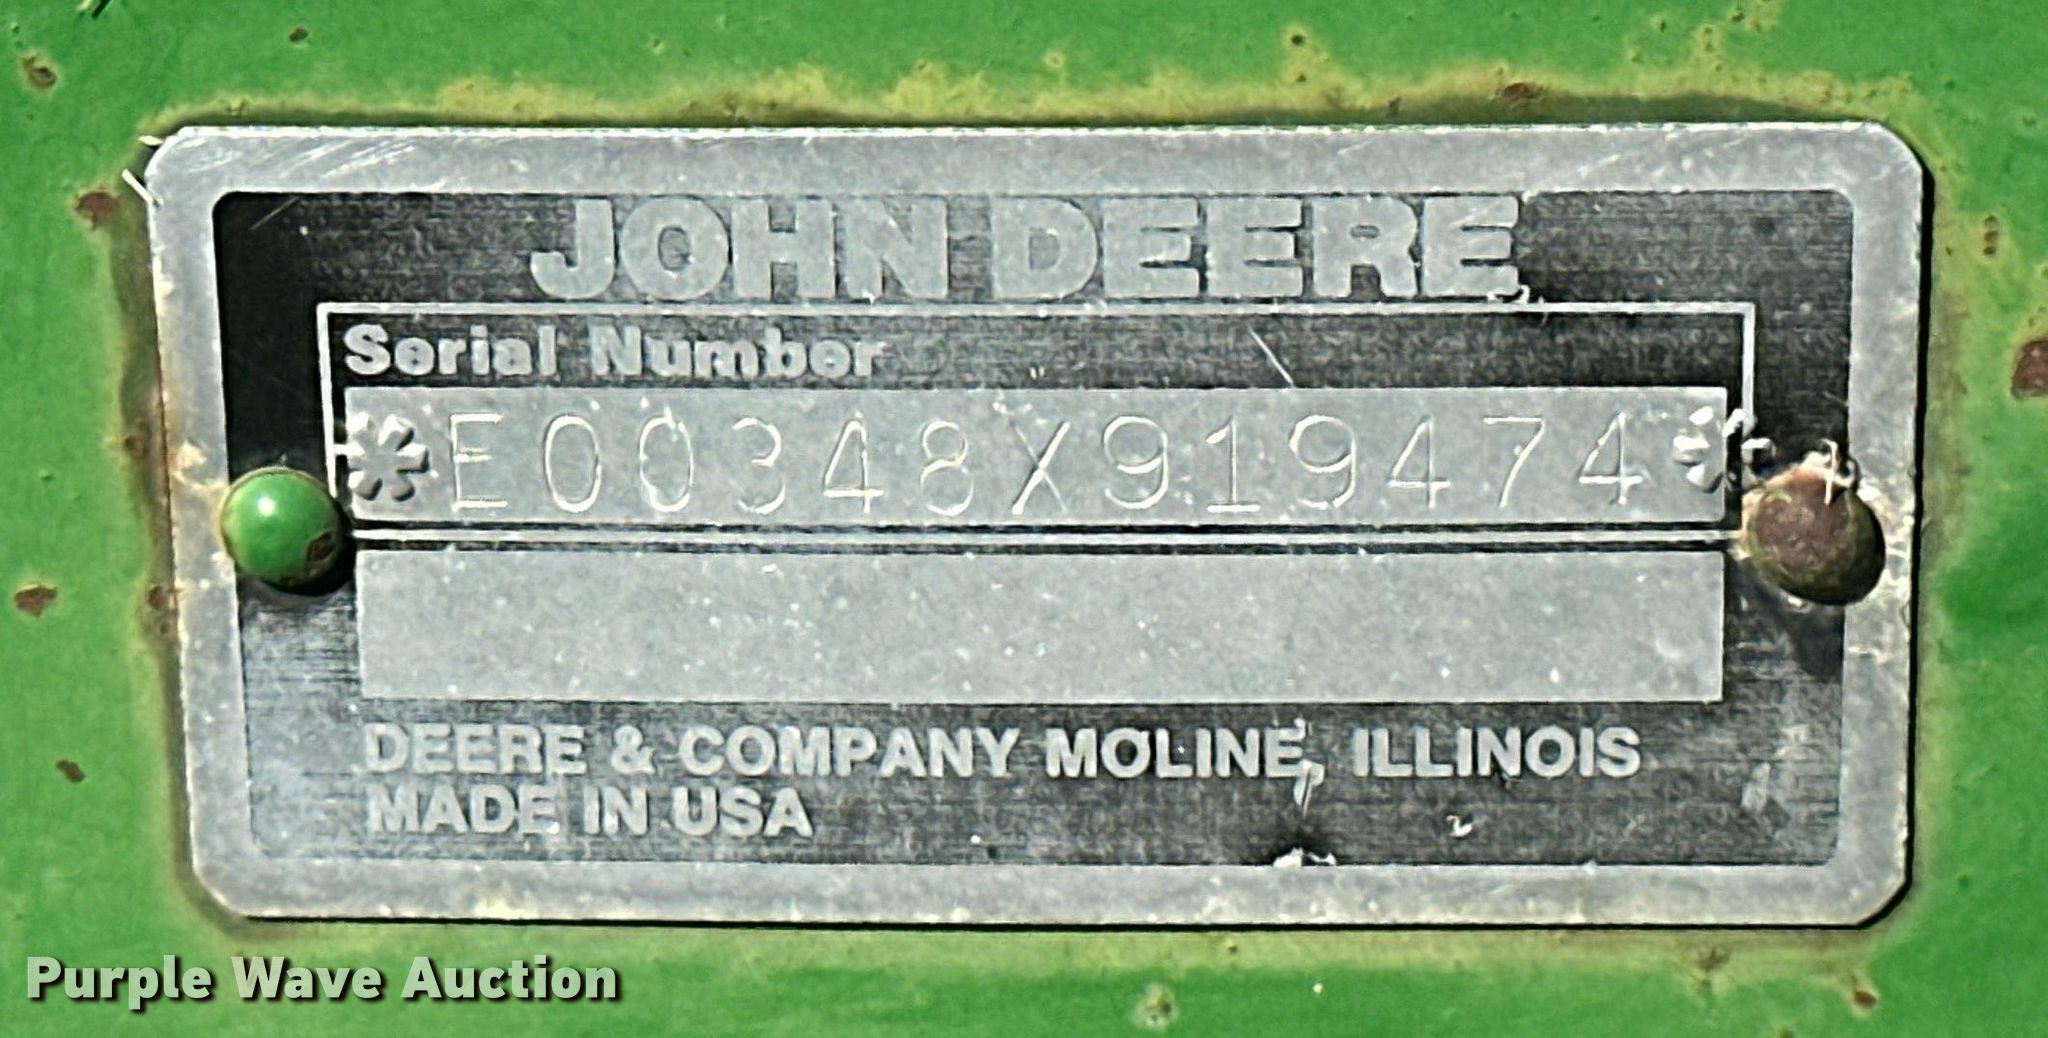 JOHN DEERE
Serial Number
*E00348X919474*
DEERE & COMPANY MOLINE, ILLINOIS
MADE IN USA
Purple Wave Auction